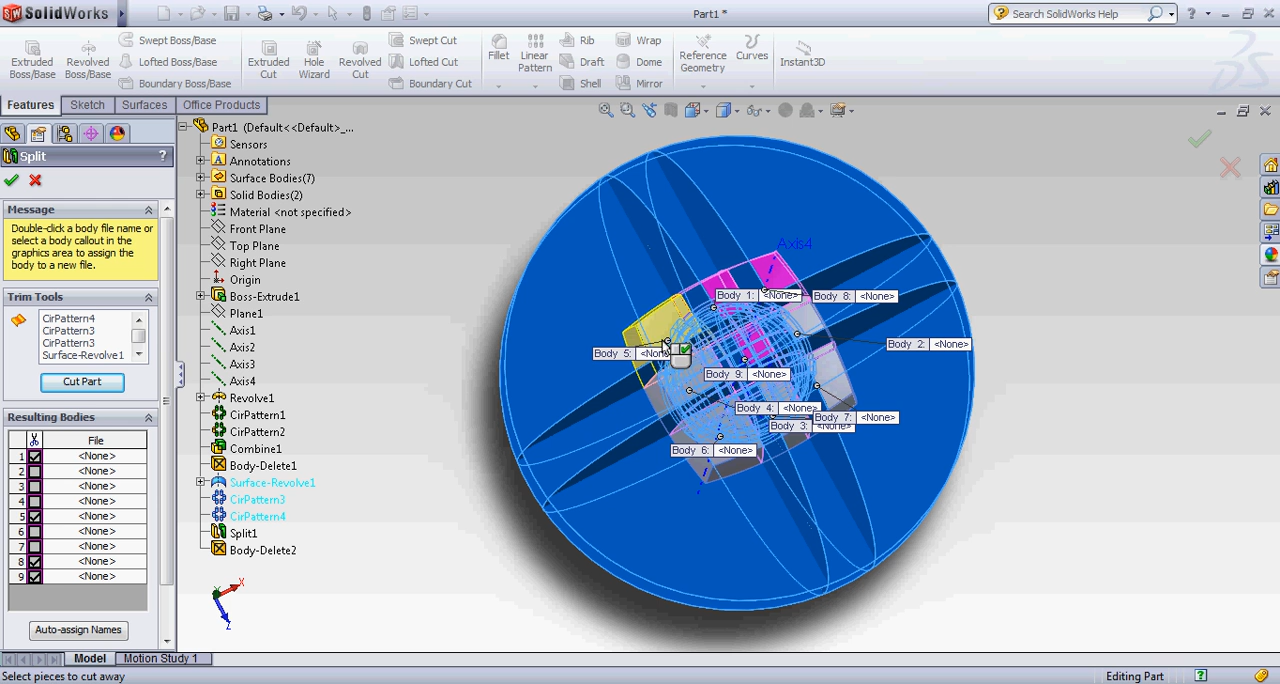 SolidWorks
Part1 *
Search SolidWorks Help
Extruded Boss/Base
Revolved Boss/Base
Swept Boss/Base
Lofted Boss/Base
Boundary Boss/Base
Extruded Cut
Hole Wizard
Revolved Cut
Swept Cut
Lofted Cut
Boundary Cut
Fillet
Linear Pattern
Rib
Draft
Shell
Wrap
Dome
Mirror
Reference Geometry
Curves
Instant3D
Features
Sketch
Surfaces
Office Products
Split
?
Message
Double-click a body file name or
select a body callout in the
graphics area to assign the
body to a new file.
Trim Tools
CirPattern4
CirPattern3
CirPattern3
Surface-Revolve1
Cut Part
Resulting Bodies
File
1 <None>
2 <None>
3 <None>
4 <None>
5 <None>
6 <None>
7 <None>
8 <None>
9 <None>
Auto-assign Names
Part1 (Default<<Default>_...
Sensors
Annotations
Surface Bodies(7)
Solid Bodies(2)
Material <not specified>
Front Plane
Top Plane
Right Plane
Origin
Boss-Extrude1
Plane1
Axis1
Axis2
Axis3
Axis4
Revolve1
CirPattern1
CirPattern2
Combine1
Body-Delete1
Surface-Revolve1
CirPattern3
CirPattern4
Split1
Body-Delete2
X
Z
Axis4
Body 1: <None>
Body 8: <None>
Body 2: <None>
Body 5:
Body 9: <None>
Body 4: <None>
Body 7: <None>
Body 3: <None>
Body 6: <None>
Model
Motion Study 1
Select pieces to cut away
Editing Part